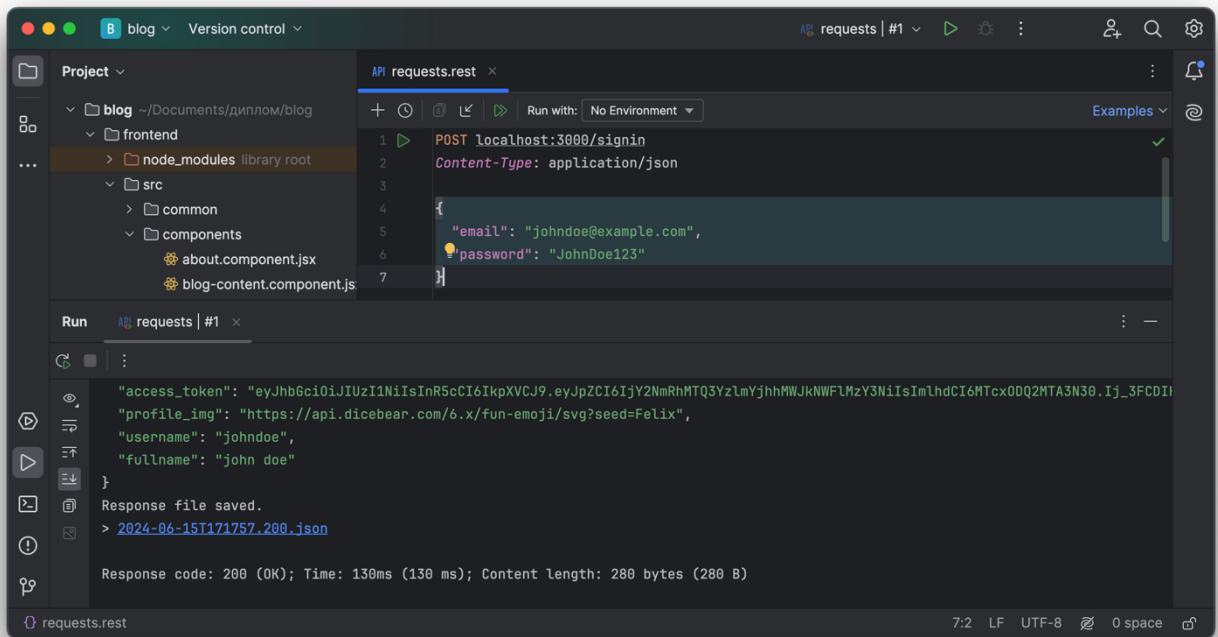 B blog Version control API requests | #1
Project
API requests.rest
blog ~/Documents/диплом/blog
Run with: No Environment
Examples
frontend
node_modules library root
src
common
components
about.component.jsx
blog-content.component.js
1 POST localhost:3000/signin
2 Content-Type: application/json
3
4 {
5 "email": "johndoe@example.com",
6 "password": "JohnDoe123"
7 }
Run API requests | #1
"access_token": "eyJhbGciOiJIUzI1NiIsInR5cCI6IkpXVCJ9.eyJpZCI6IjY2NmRhMTQ3YzlmYjhhMWJkNWFlMzY3NiIsImlhdCI6MTcxODQ2MTA3N30.Ij_3FCDI
"profile_img": "https://api.dicebear.com/6.x/fun-emoji/svg?seed=Felix",
"username": "johndoe",
"fullname": "john doe"
}
Response file saved.
> 2024-06-15T171757.200.json
Response code: 200 (OK); Time: 130ms (130 ms); Content length: 280 bytes (280 B)
{} requests.rest
7:2 LF UTF-8 0 space